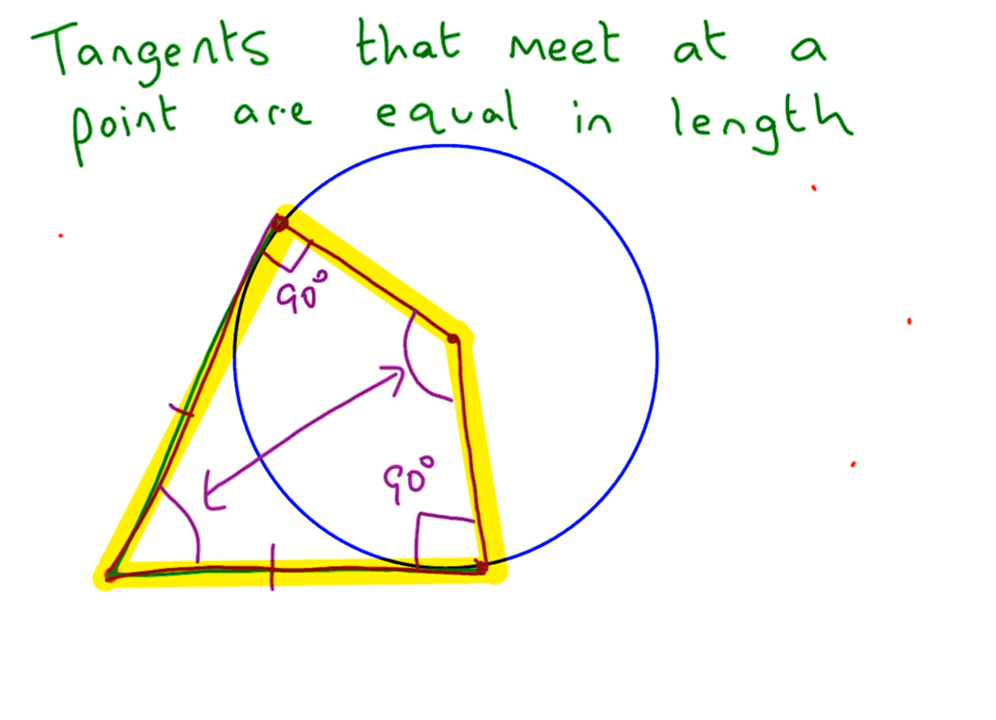 Tangents that meet at a
point are equal in length
90°
90°